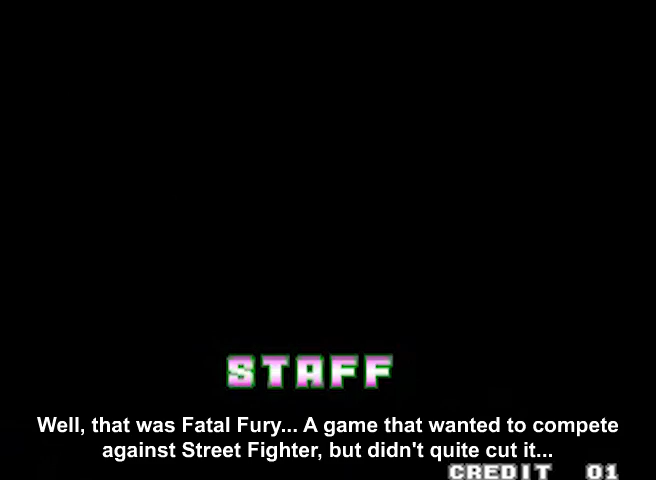 STAFF
Well, that was Fatal Fury... A game that wanted to compete
against Street Fighter, but didn't quite cut it...
CREDIT 01